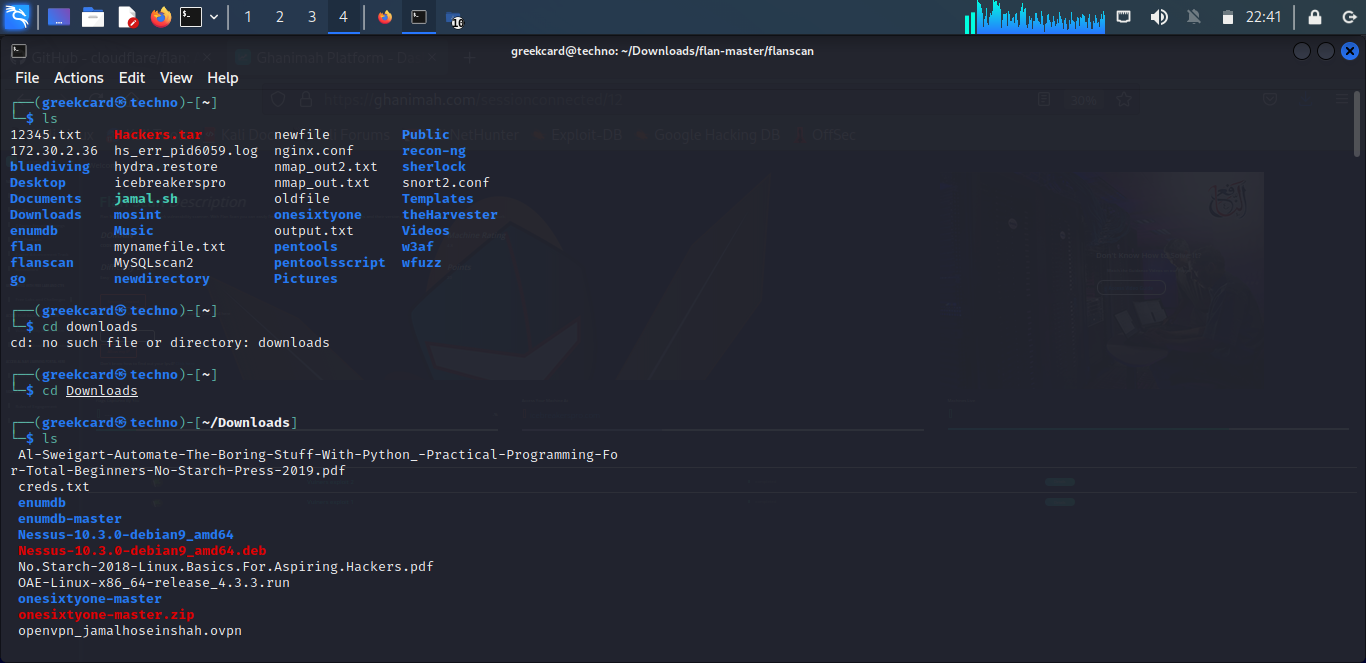 1 2 3 4 10 22:41
greekcard@techno: ~/Downloads/flan-master/flanscan
GitHub - cloudflare/flan Ghanimah Platform - D
File Actions Edit View Help
┌──(greekcard㉿techno)-[~]
└─$ ls
12345.txt Hackers.tar newfile Public
172.30.2.36 hs_err_pid6059.log nginx.conf recon-ng
bluediving hydra.restore nmap_out2.txt sherlock
Desktop icebreakerspro nmap_out.txt snort2.conf
Documents jamal.sh oldfile Templates
Downloads mosint onesixtyone theHarvester
enumdb Music output.txt Videos
flan mynamefile.txt pentools w3af
flanscan MySQLscan2 pentoolsscript wfuzz
go newdirectory Pictures
┌──(greekcard㉿techno)-[~]
└─$ cd downloads
cd: no such file or directory: downloads
┌──(greekcard㉿techno)-[~]
└─$ cd Downloads
┌──(greekcard㉿techno)-[~/Downloads]
└─$ ls
Al-Sweigart-Automate-The-Boring-Stuff-With-Python_-Practical-Programming-Fo
r-Total-Beginners-No-Starch-Press-2019.pdf
creds.txt
enumdb
enumdb-master
Nessus-10.3.0-debian9_amd64
Nessus-10.3.0-debian9_amd64.deb
No.Starch-2018-Linux.Basics.For.Aspiring.Hackers.pdf
OAE-Linux-x86_64-release_4.3.3.run
onesixtyone-master
onesixtyone-master.zip
openvpn_jamalhoseinshah.ovpn